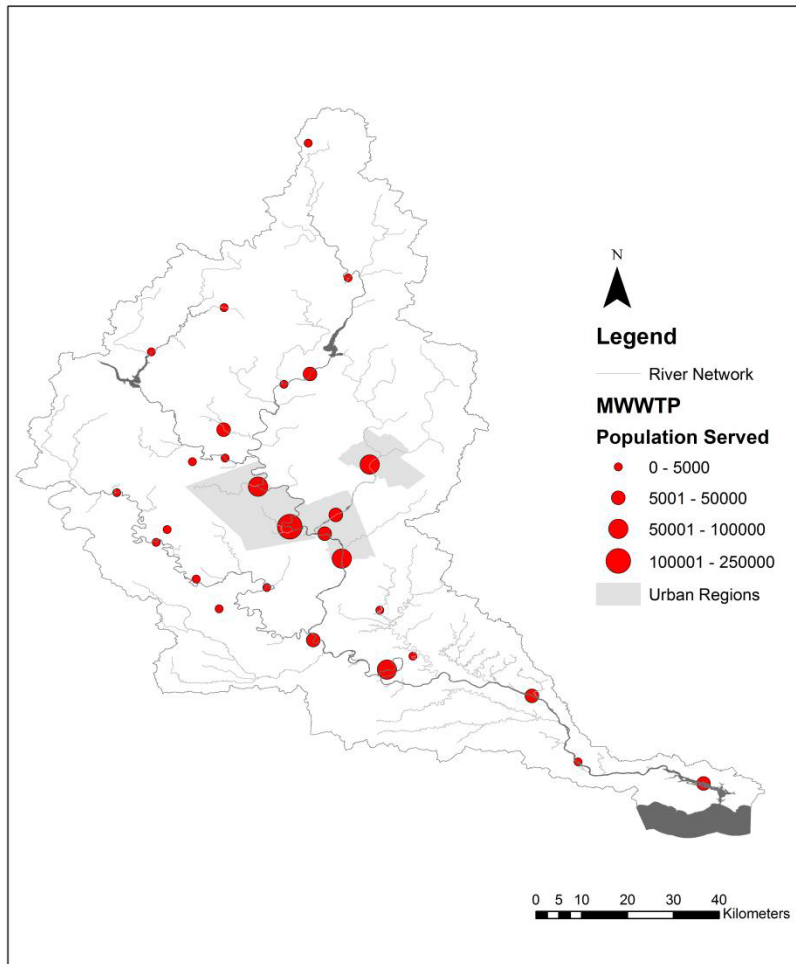 N
Legend
River Network
MWWTP
Population Served
0 - 5000
5001 - 50000
50001 - 100000
100001 - 250000
Urban Regions
0 5 10 20 30 40
Kilometers